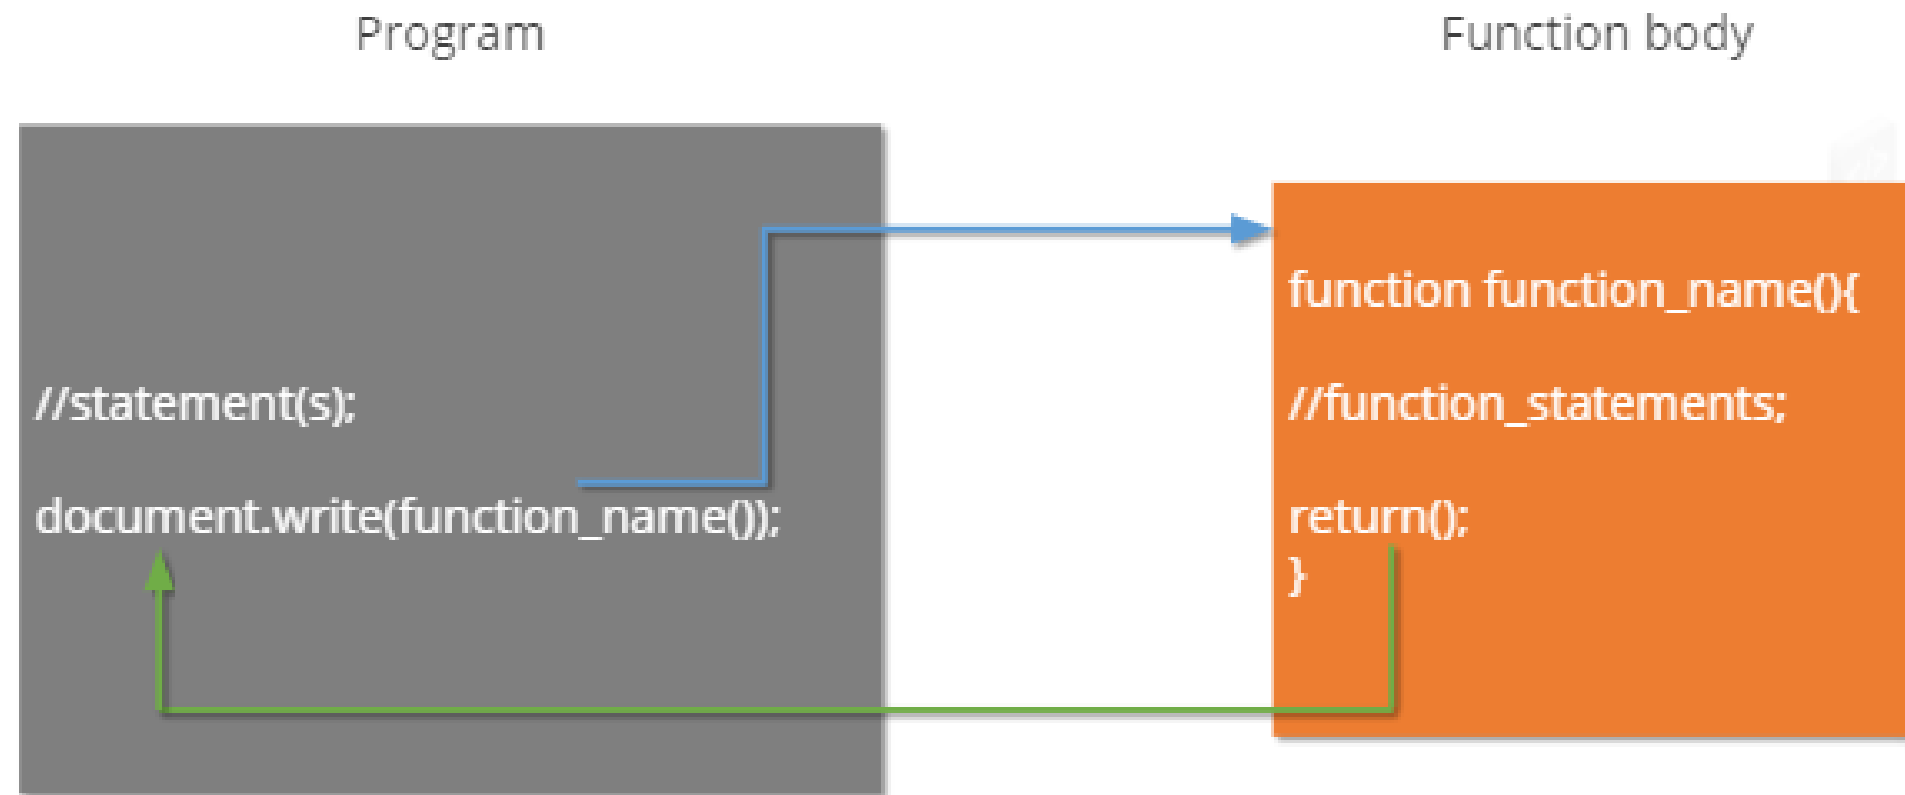 Program
Function body
//statement(s);
document.write(function_name());
function function_name(){
//function_statements;
return();
}